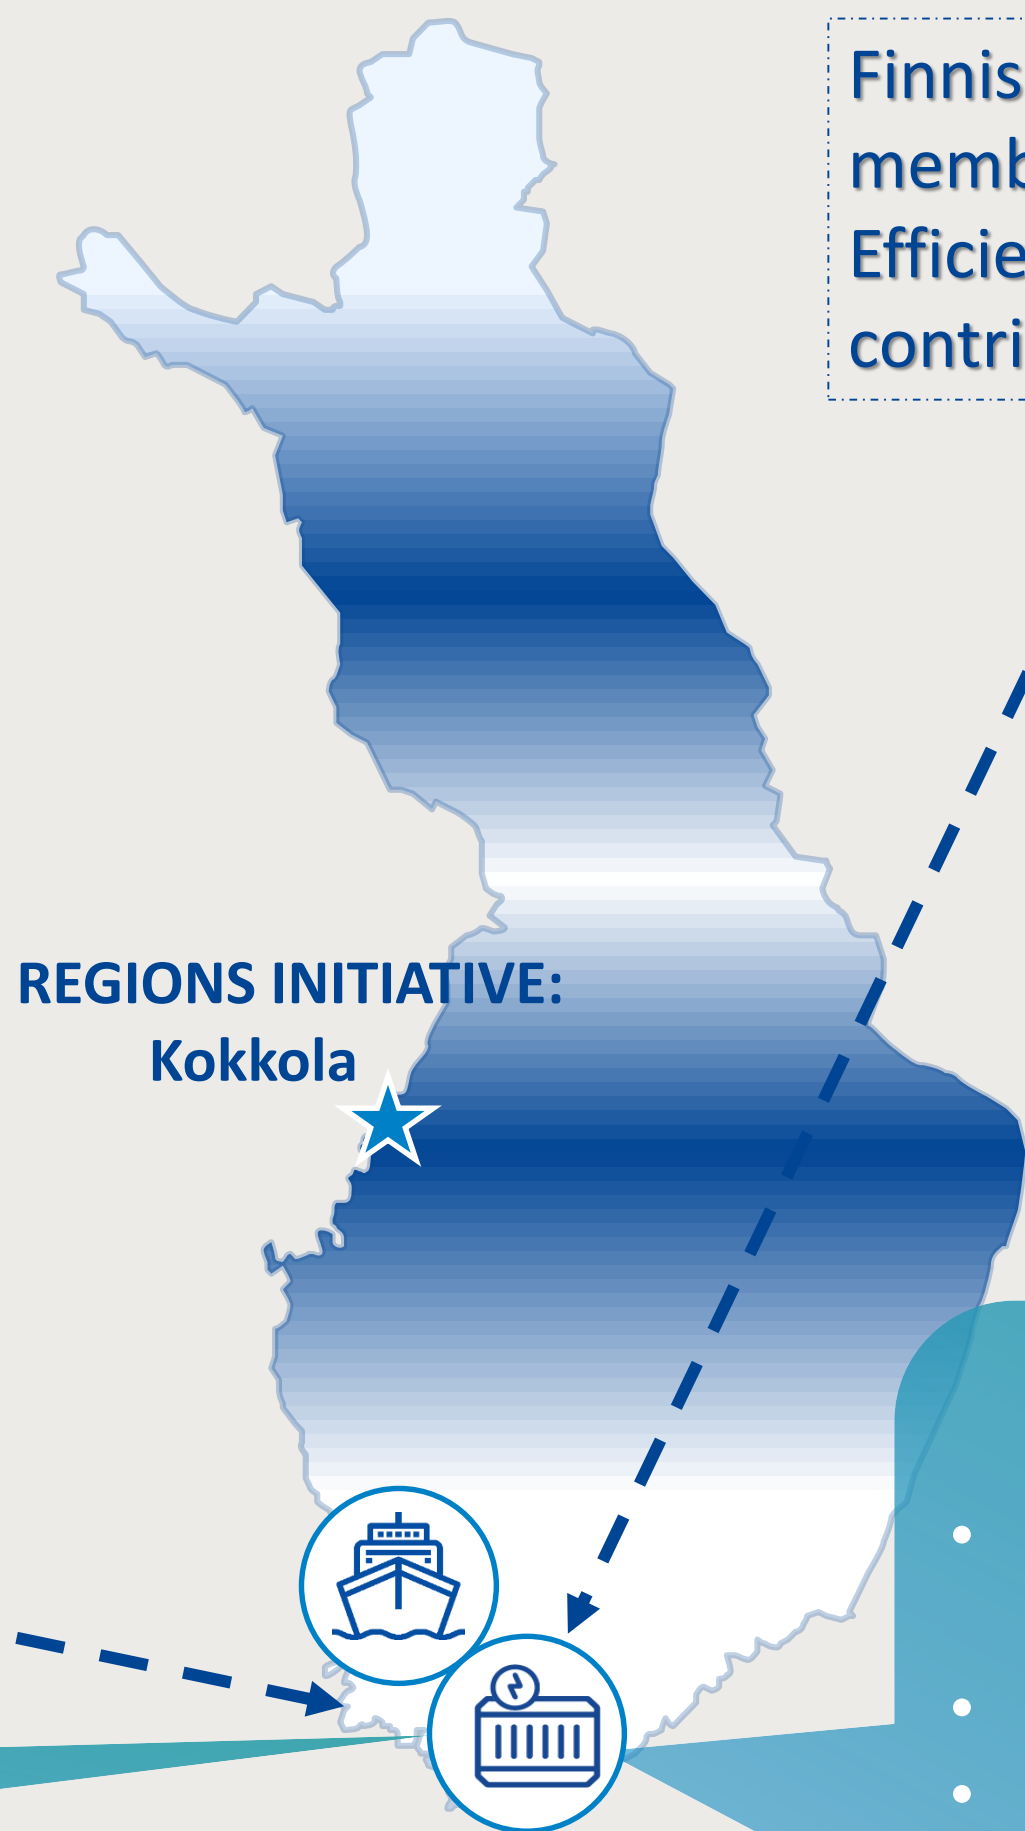 Finnis
memb
Efficie
contri
REGIONS INITIATIVE:
Kokkola